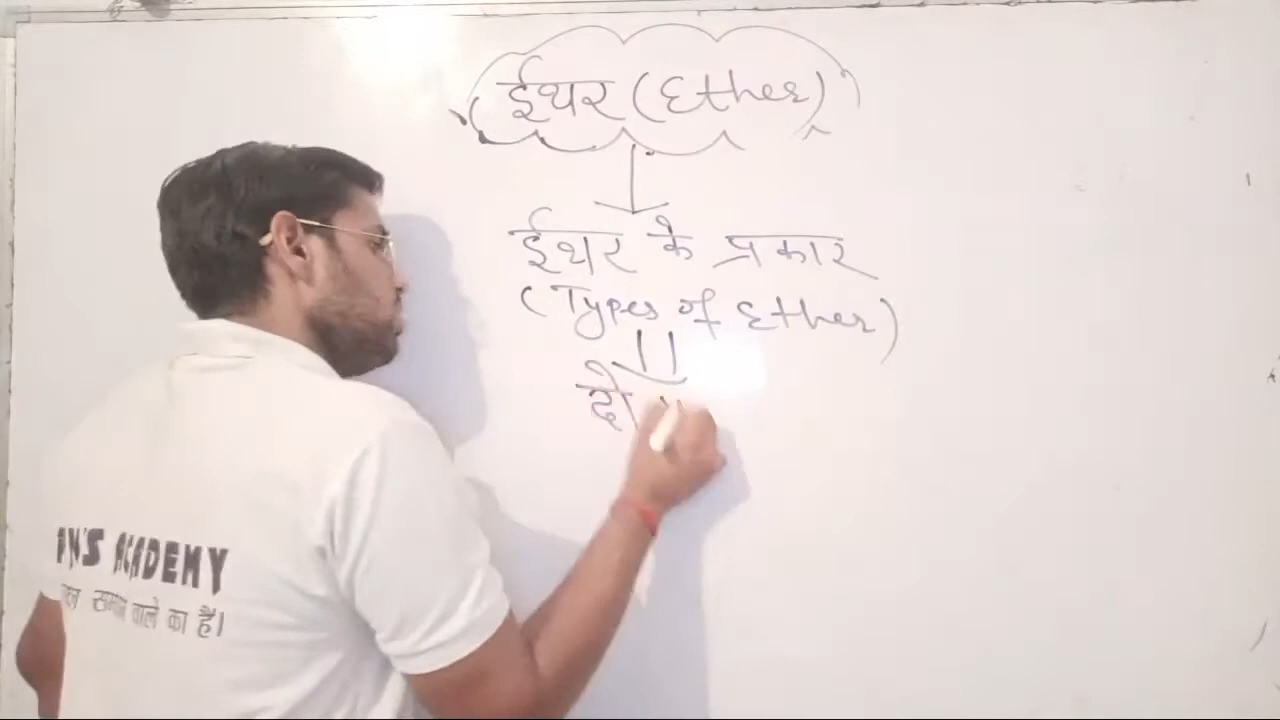 ईथर (Ether)
ईथर के प्रकार
(Types of Ether)
दो
ACADEMY
वाले का हैं।